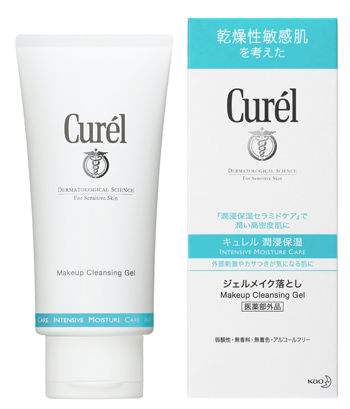 Curél
DERMATOLOGICAL SCIENCE
For Sensitive Skin
Makeup Cleansing Gel
CARE INTENSIVE MOISTURE CARE
Kao
乾燥性敏感肌
を考えた
Curél
DERMATOLOGICAL SCIENCE
For Sensitive Skin
「潤浸保湿セラミドケア」で
潤い高密度肌に
キュレル 潤浸保湿
INTENSIVE MOISTURE CARE
外部刺激やカサつきが気になる肌に
ジェルメイク落とし
Makeup Cleansing Gel
医薬部外品
弱酸性・無香料・無着色・アルコールフリー
Kao